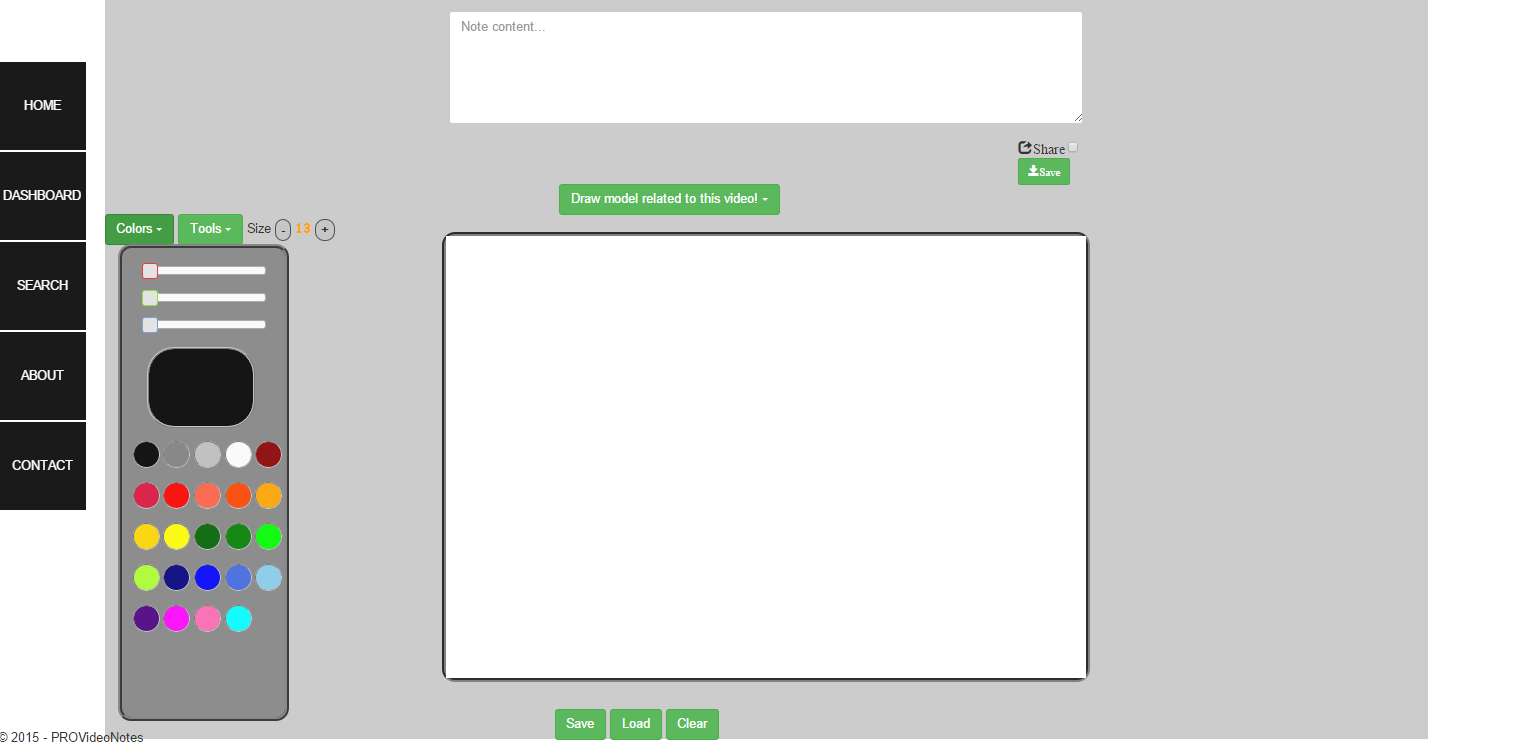 Note content...
HOME
Share
Save
DASHBOARD
Draw model related to this video!
Colors Tools Size - 13 +
SEARCH
ABOUT
CONTACT
Save Load Clear
© 2015 - PROVideoNotes